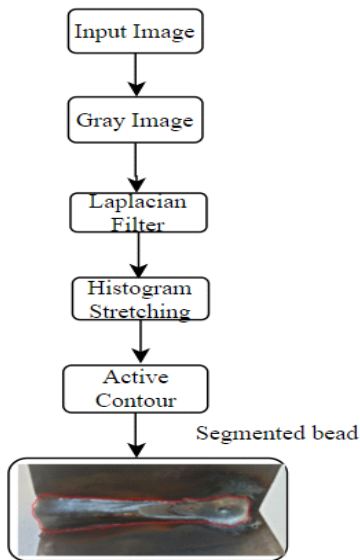 Input Image
Gray Image
Laplacian
Filter
Histogram
Stretching
Active
Contour
Segmented bead